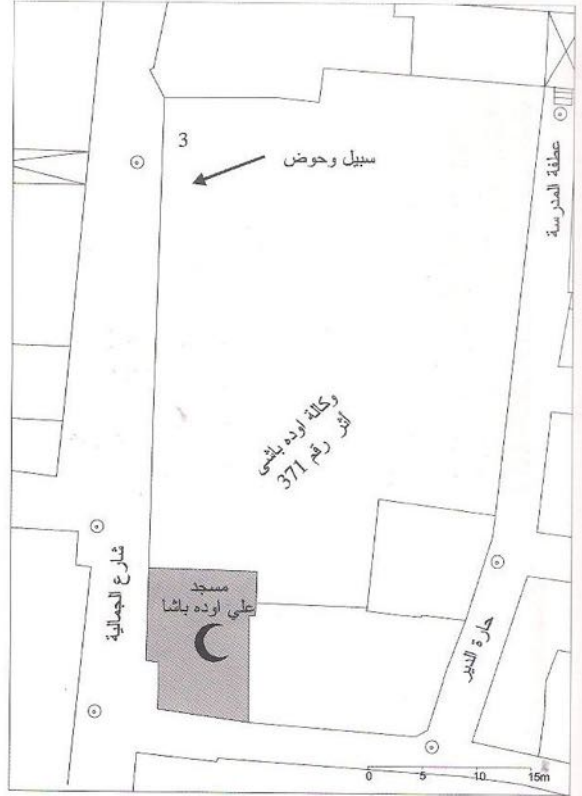 3
سبيل وحوض
عطفة المدرسة
وكالة اوده باشى
اثر رقم 371
شارع الجمالية
مسجد
علي اوده باشا
حارة الدير
0 5 10 15m